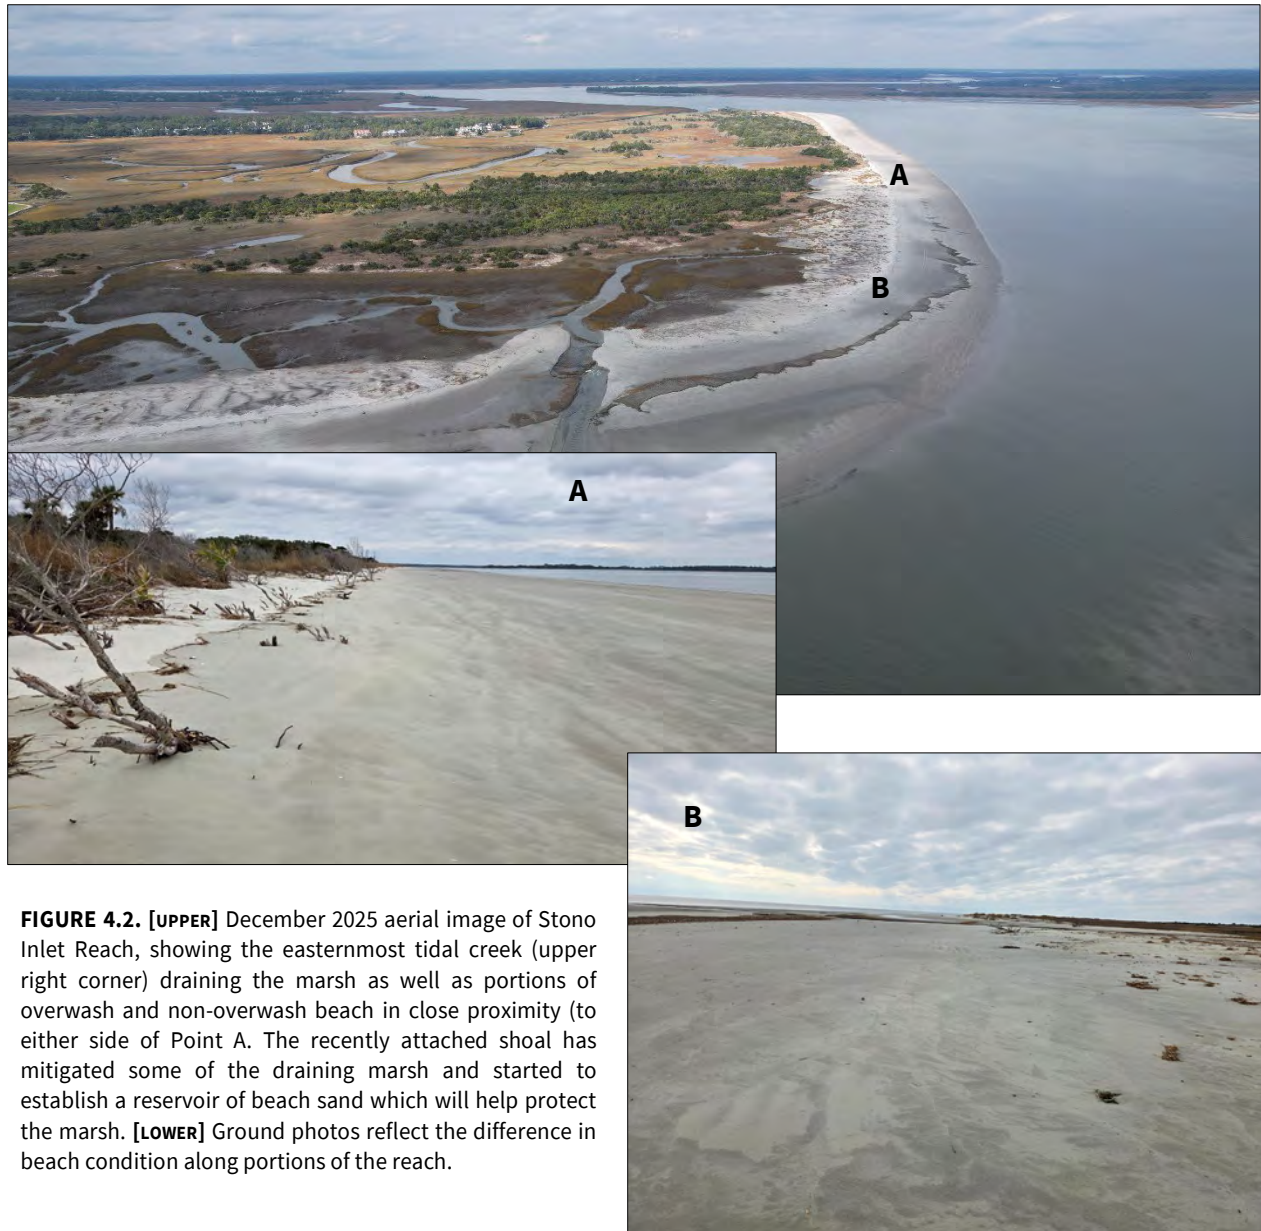 A
B
A
B
FIGURE 4.2. [UPPER] December 2025 aerial image of Stono
Inlet Reach, showing the easternmost tidal creek (upper
right corner) draining the marsh as well as portions of
overwash and non-overwash beach in close proximity (to
either side of Point A. The recently attached shoal has
mitigated some of the draining marsh and started to
establish a reservoir of beach sand which will help protect
the marsh. [LOWER] Ground photos reflect the difference in
beach condition along portions of the reach.